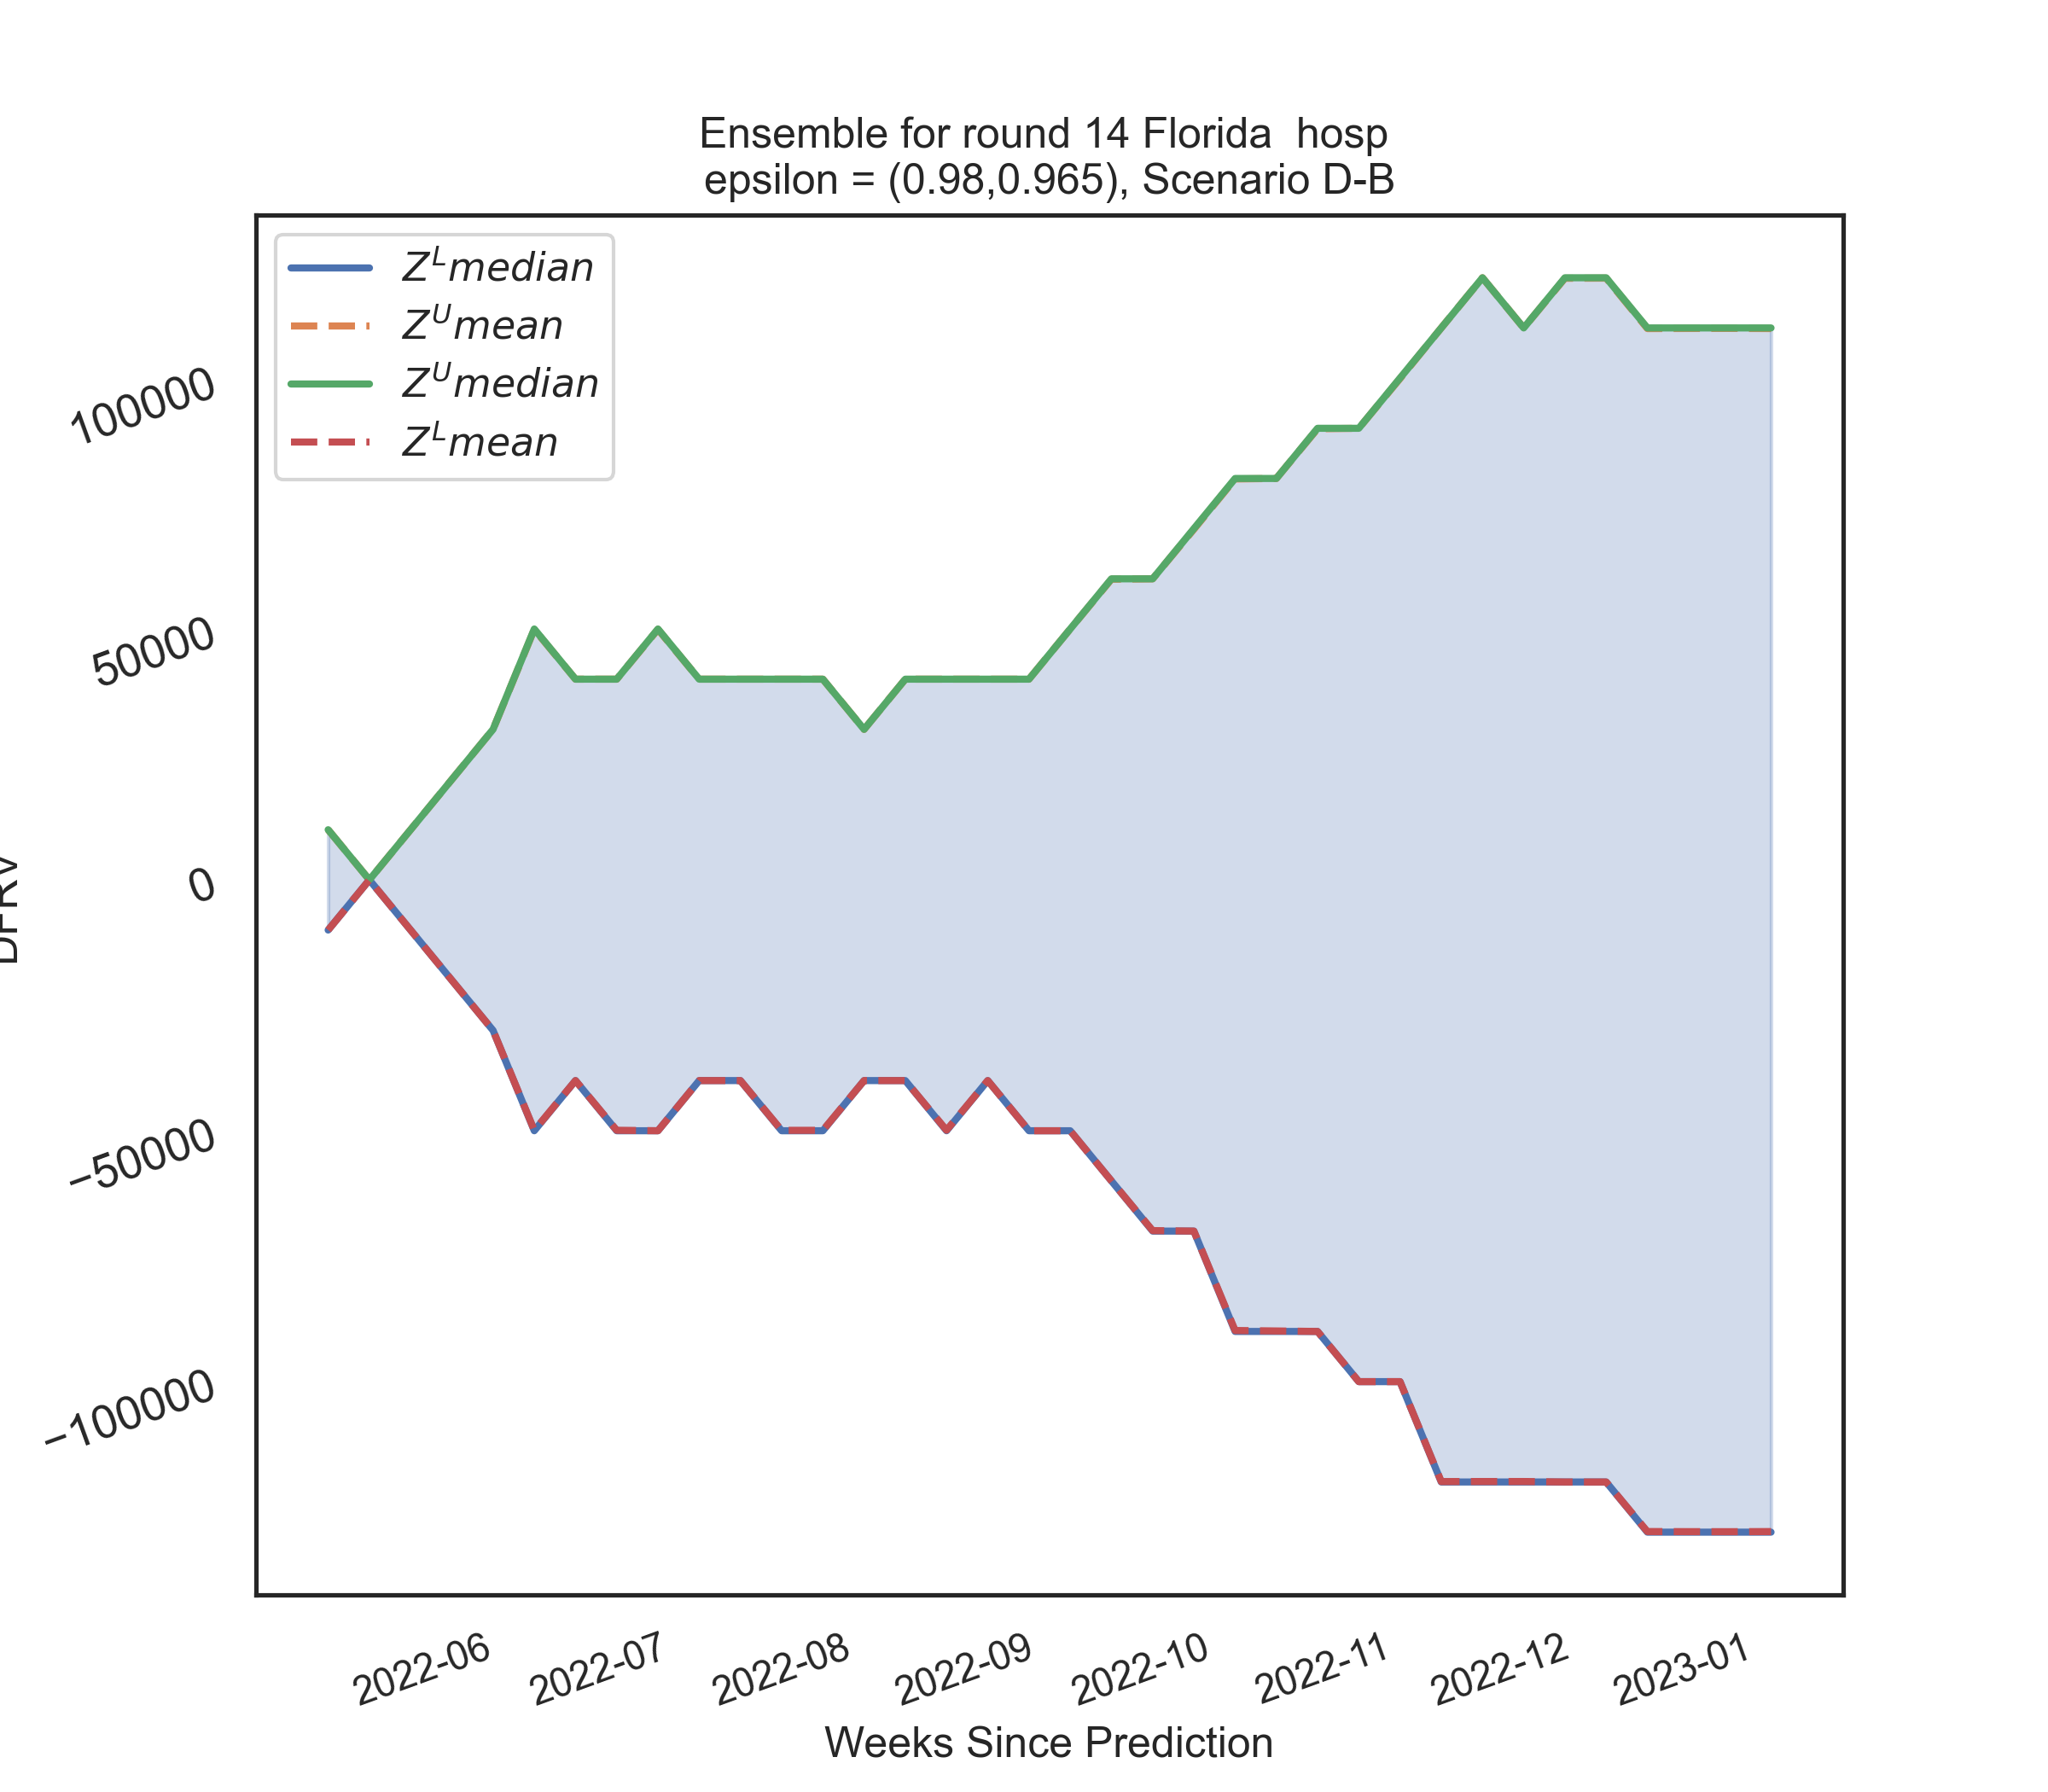 Ensemble for round 14 Florida  hosp
epsilon = (0.98,0.965), Scenario D-B
Z^L median
Z^U mean
Z^U median
Z^L mean
100000
50000
0
−50000
−100000
2022-06
2022-07
2022-08
2022-09
2022-10
2022-11
2022-12
2023-01
Weeks Since Prediction